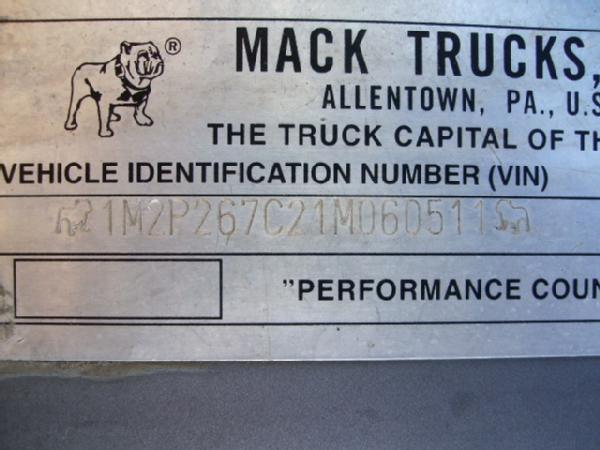 ®
MACK TRUCKS,
ALLENTOWN, PA., U.S
THE TRUCK CAPITAL OF TH
VEHICLE IDENTIFICATION NUMBER (VIN)
1M2P267C21M060511
"PERFORMANCE COUN